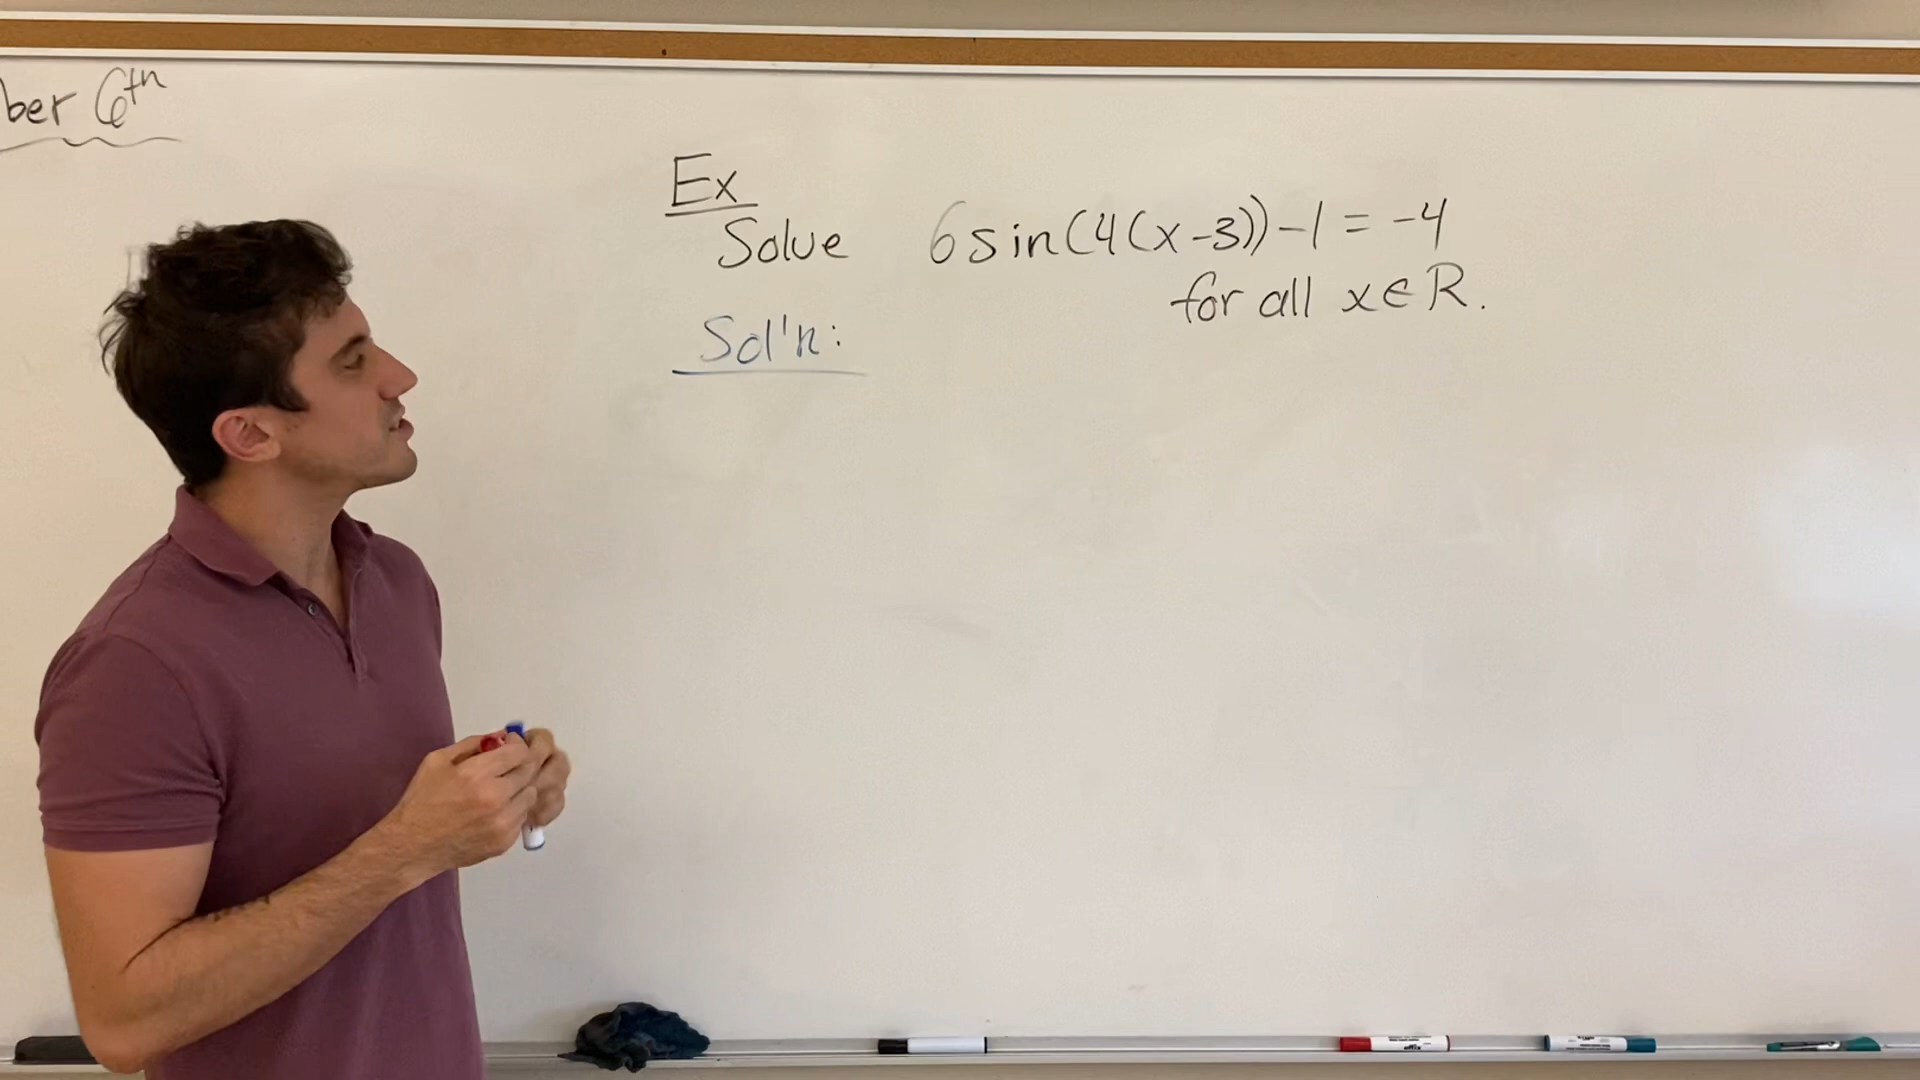 ber 6th
Ex
Solve 6sin(4(x-3))-1 = -4
for all x∈R.
Sol'n: